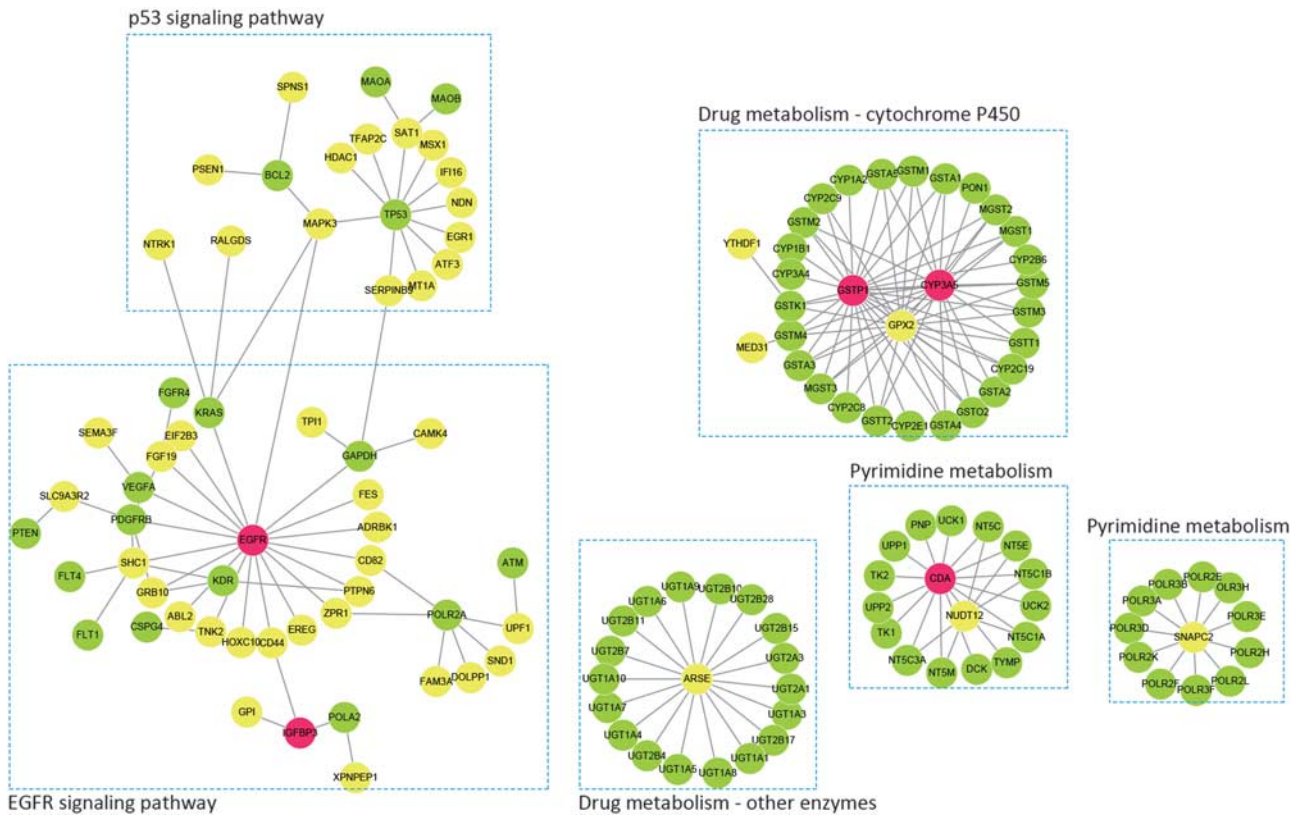 p53 signaling pathway
SPNS1
MAOA
MAOB
TFAP2C
SAT1
MSX1
HDAC1
IFI16
PSEN1
BCL2
NDN
TP53
MAPK3
EGR1
NTRK1
RALGDS
ATF3
MT1A
SERPINB9
Drug metabolism - cytochrome P450
CYP1A2
GSTA5
GSTM1
GSTA1
PON1
CYP2C9
MGST2
GSTM2
MGST1
YTHDF1
CYP1B1
CYP2B6
CYP3A4
GSTP1
CYP3A5
GSTM5
GSTK1
GSTM3
GPX2
GSTM4
GSTT1
MED31
GSTA3
CYP2C19
MGST3
GSTA2
CYP2C8
GSTO2
GSTT2
CYP2E1
GSTA4
FGFR4
KRAS
SEMA3F
EIF2B3
TPI1
CAMK4
FGF19
GAPDH
VEGFA
SLC9A3R2
FES
PDGFRB
ADRBK1
PTEN
EGFR
CD82
SHC1
FLT4
KDR
ATM
GRB10
PTPN6
ABL2
ZPR1
CSPG4
TNK2
POLR2A
UPF1
FLT1
HOXC10
CD44
EREG
SND1
DOLPP1
FAM3A
GPI
POLA2
IGFBP3
XPNPEP1
EGFR signaling pathway
UGT1A9
UGT2B10
UGT1A6
UGT2B28
UGT2B11
UGT2B15
UGT2B7
UGT2A3
UGT1A10
ARSE
UGT2A1
UGT1A7
UGT1A3
UGT1A4
UGT2B17
UGT2B4
UGT1A1
UGT1A5
UGT1A8
Drug metabolism - other enzymes
Pyrimidine metabolism
PNP
UCK1
NT5C
UPP1
NT5E
TK2
CDA
NT5C1B
UPP2
NUDT12
UCK2
TK1
NT5C1A
NT5C3A
TYMP
NT5M
DCK
Pyrimidine metabolism
POLR2E
POLR3B
OLR3H
POLR3A
POLR3E
POLR3D
SNAPC2
POLR2K
POLR2H
POLR2F
POLR2L
POLR3F